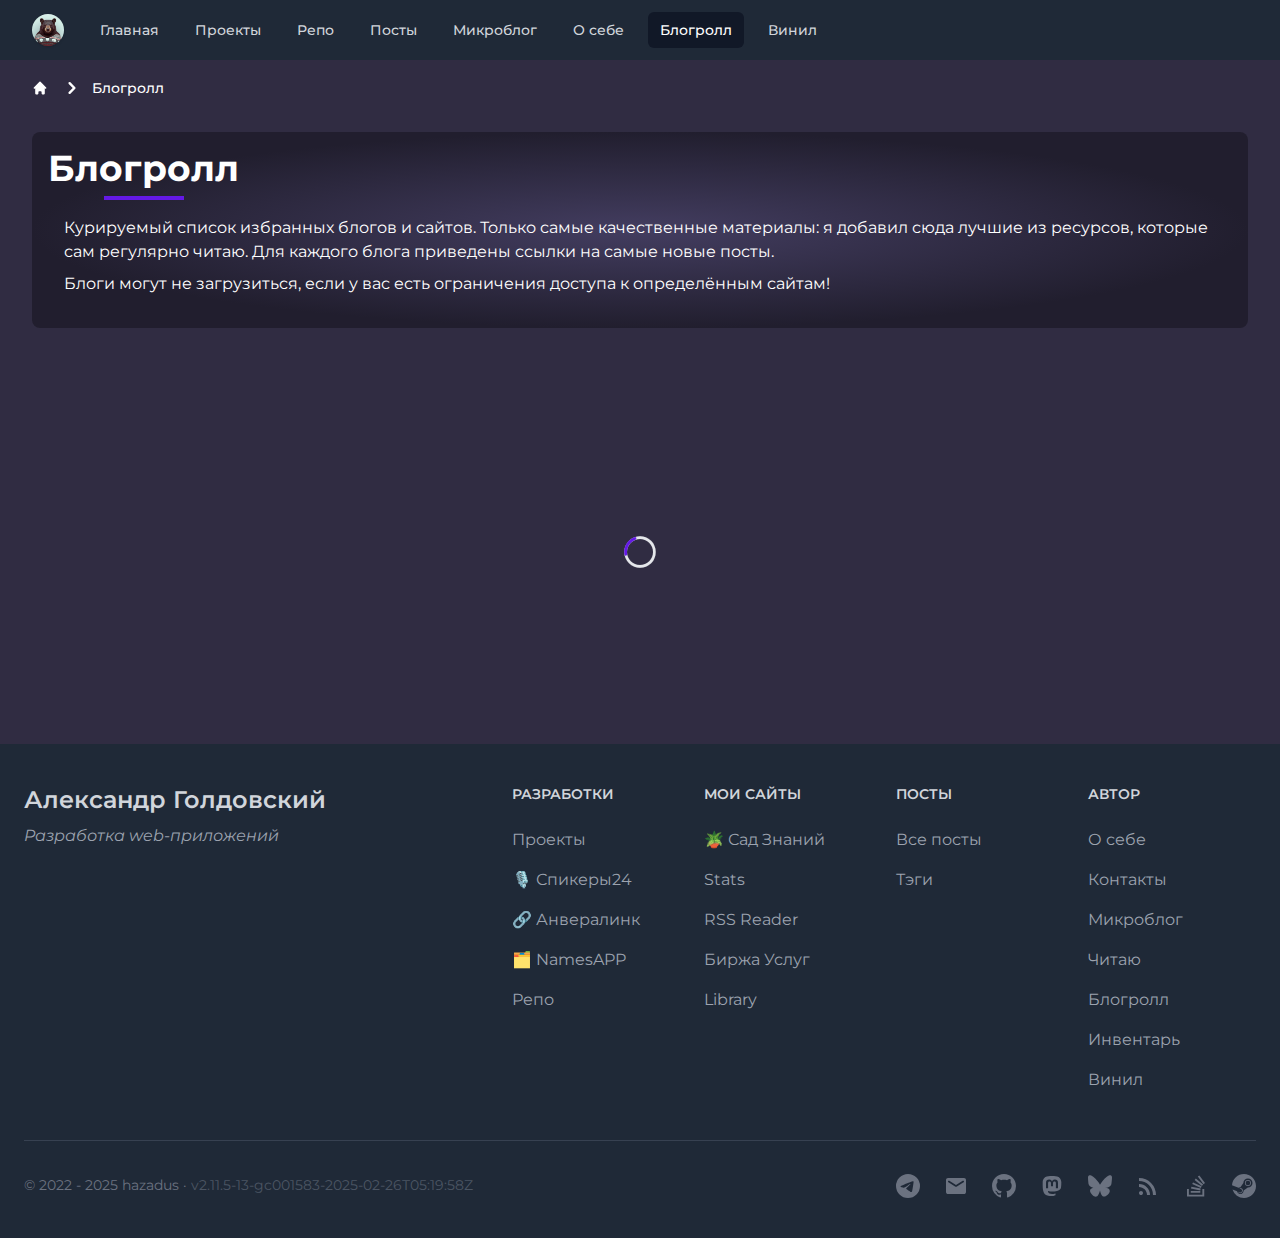 Главная Проекты Репо Посты Микроблог О себе Блогролл Винил
Блогролл
Блогролл
Курируемый список избранных блогов и сайтов. Только самые качественные материалы: я добавил сюда лучшие из ресурсов, которые
сам регулярно читаю. Для каждого блога приведены ссылки на самые новые посты.
Блоги могут не загрузиться, если у вас есть ограничения доступа к определённым сайтам!
Александр Голдовский
Разработка web-приложений
РАЗРАБОТКИ
Проекты
🎙️ Спикеры24
🔗 Анвералинк
🗂️ NamesAPP
Репо
МОИ САЙТЫ
🪴 Сад Знаний
Stats
RSS Reader
Биржа Услуг
Library
ПОСТЫ
Все посты
Тэги
АВТОР
О себе
Контакты
Микроблог
Читаю
Блогролл
Инвентарь
Винил
© 2022 - 2025 hazadus · v2.11.5-13-gc001583-2025-02-26T05:19:58Z